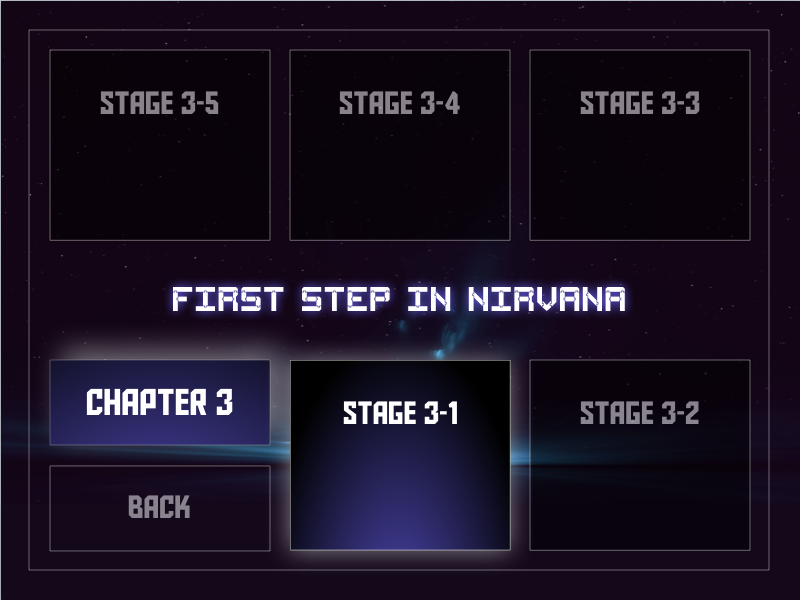 STAGE 3-5
STAGE 3-4
STAGE 3-3
FIRST STEP IN NIRVANA
CHAPTER 3
STAGE 3-1
STAGE 3-2
BACK